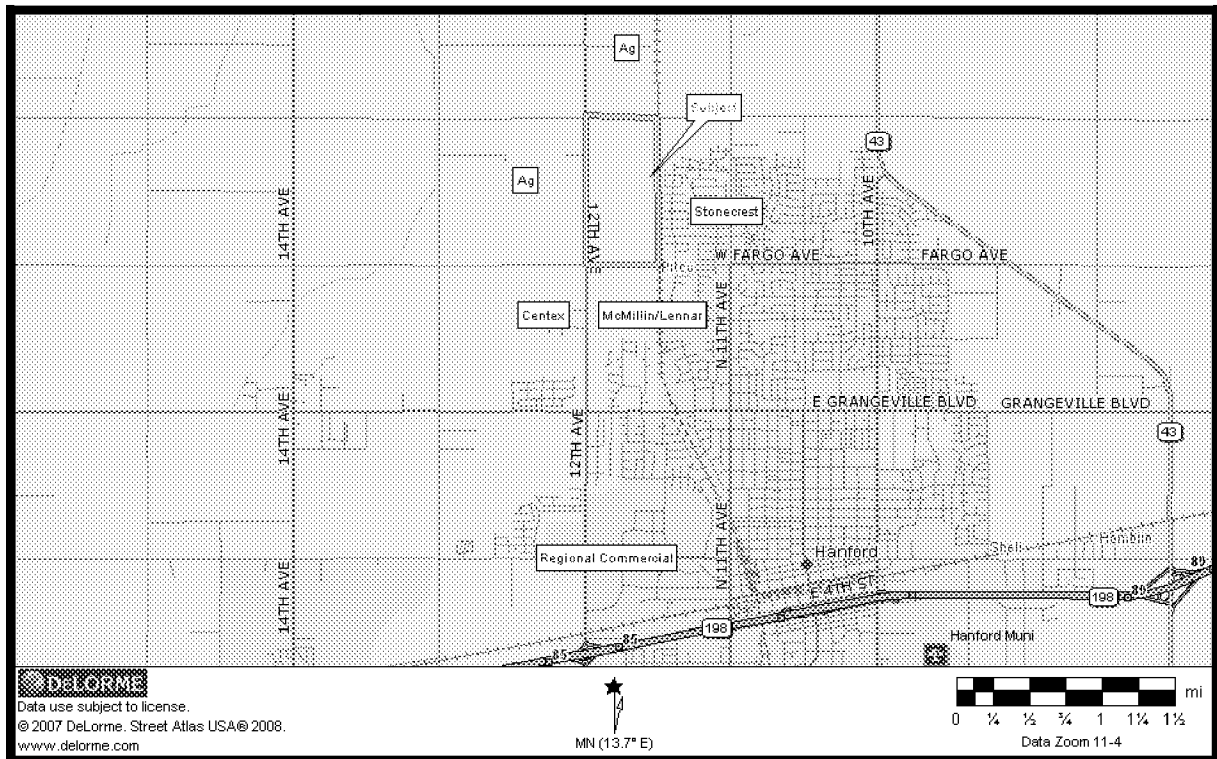 Ag
Subject
43
Ag
14TH AVE
12TH AVE
Stonecrest
10TH AVE
W FARGO AVE
FARGO AVE
Centex
McMillin/Lennar
N 11TH AVE
E GRANGEVILLE BLVD
GRANGEVILLE BLVD
14TH AVE
12TH AVE
43
Regional Commercial
N 11TH AVE
Hanford
Hamblin
14TH AVE
E 4TH ST
198
198
89
85
85
85
Hanford Muni
DELORME
Data use subject to license.
© 2007 DeLorme. Street Atlas USA® 2008.
www.delorme.com
MN (13.7° E)
mi
0 ¼ ½ ¾ 1 1¼ 1½
Data Zoom 11-4